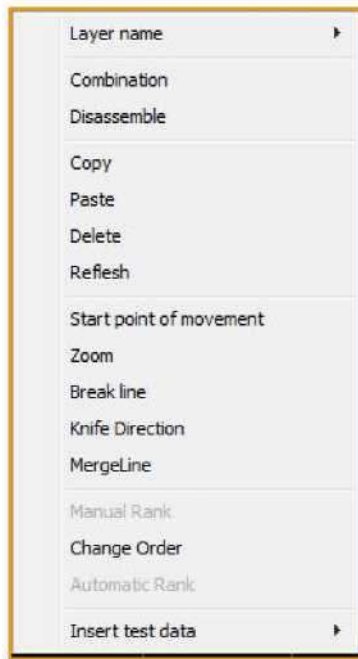 Layer name
Combination
Disassemble
Copy
Paste
Delete
Reflesh
Start point of movement
Zoom
Break line
Knife Direction
MergeLine
Manual Rank
Change Order
Automatic Rank
Insert test data